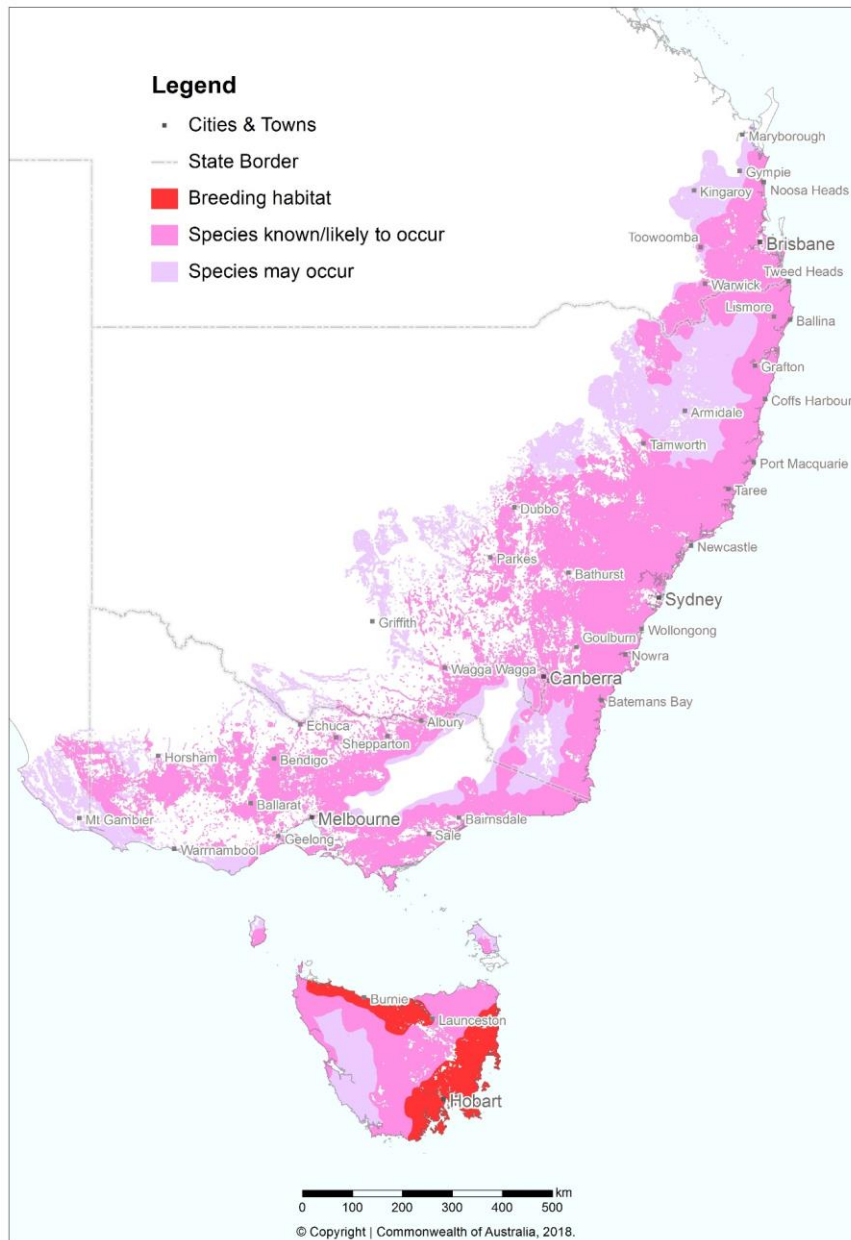 Legend
Cities & Towns
State Border
Breeding habitat
Species known/likely to occur
Species may occur
Maryborough
Gympie
Kingaroy
Noosa Heads
Toowoomba
Brisbane
Tweed Heads
Warwick
Lismore
Ballina
Grafton
Coffs Harbour
Armidale
Tamworth
Port Macquarie
Taree
Dubbo
Newcastle
Parkes
Bathurst
Sydney
Griffith
Wollongong
Goulburn
Nowra
Wagga Wagga
Canberra
Batemans Bay
Albury
Echuca
Shepparton
Horsham
Bendigo
Ballarat
Mt Gambier
Melbourne
Bairnsdale
Sale
Geelong
Warrnambool
Burnie
Launceston
Hobart
km
0 100 200 300 400 500
© Copyright | Commonwealth of Australia, 2018.